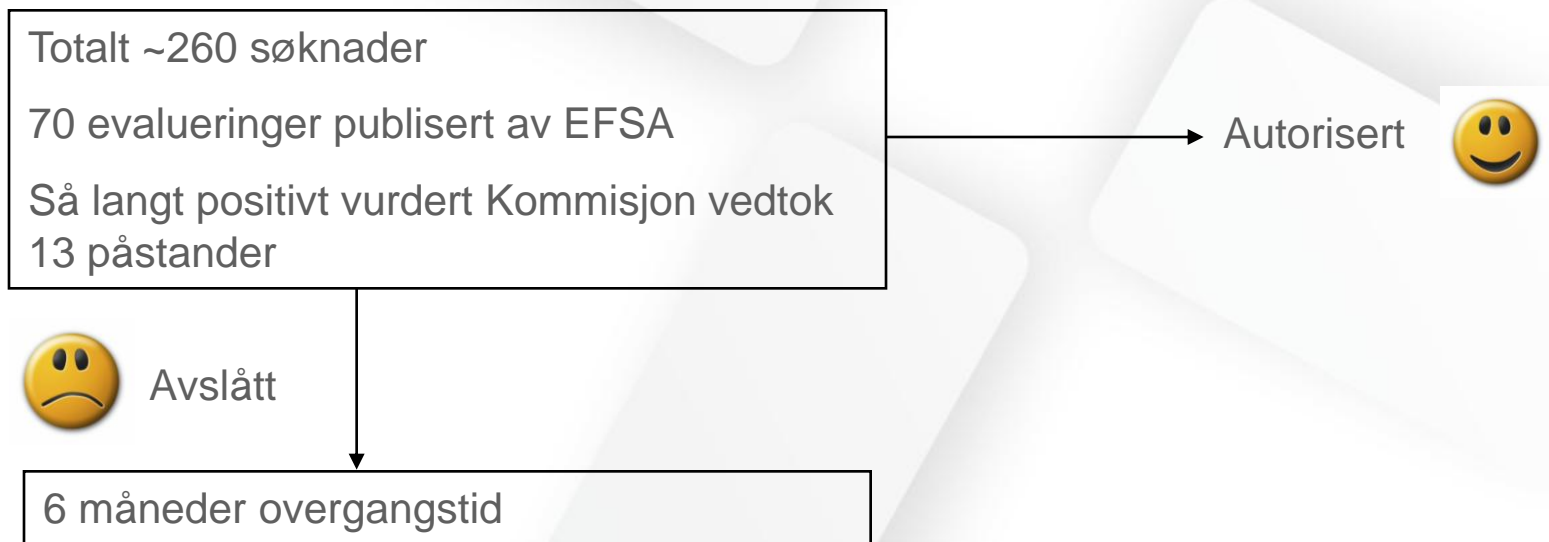 Totalt ~260 søknader
70 evalueringer publisert av EFSA
Så langt positivt vurdert Kommisjon vedtok
13 påstander
Autorisert
Avslått
6 måneder overgangstid